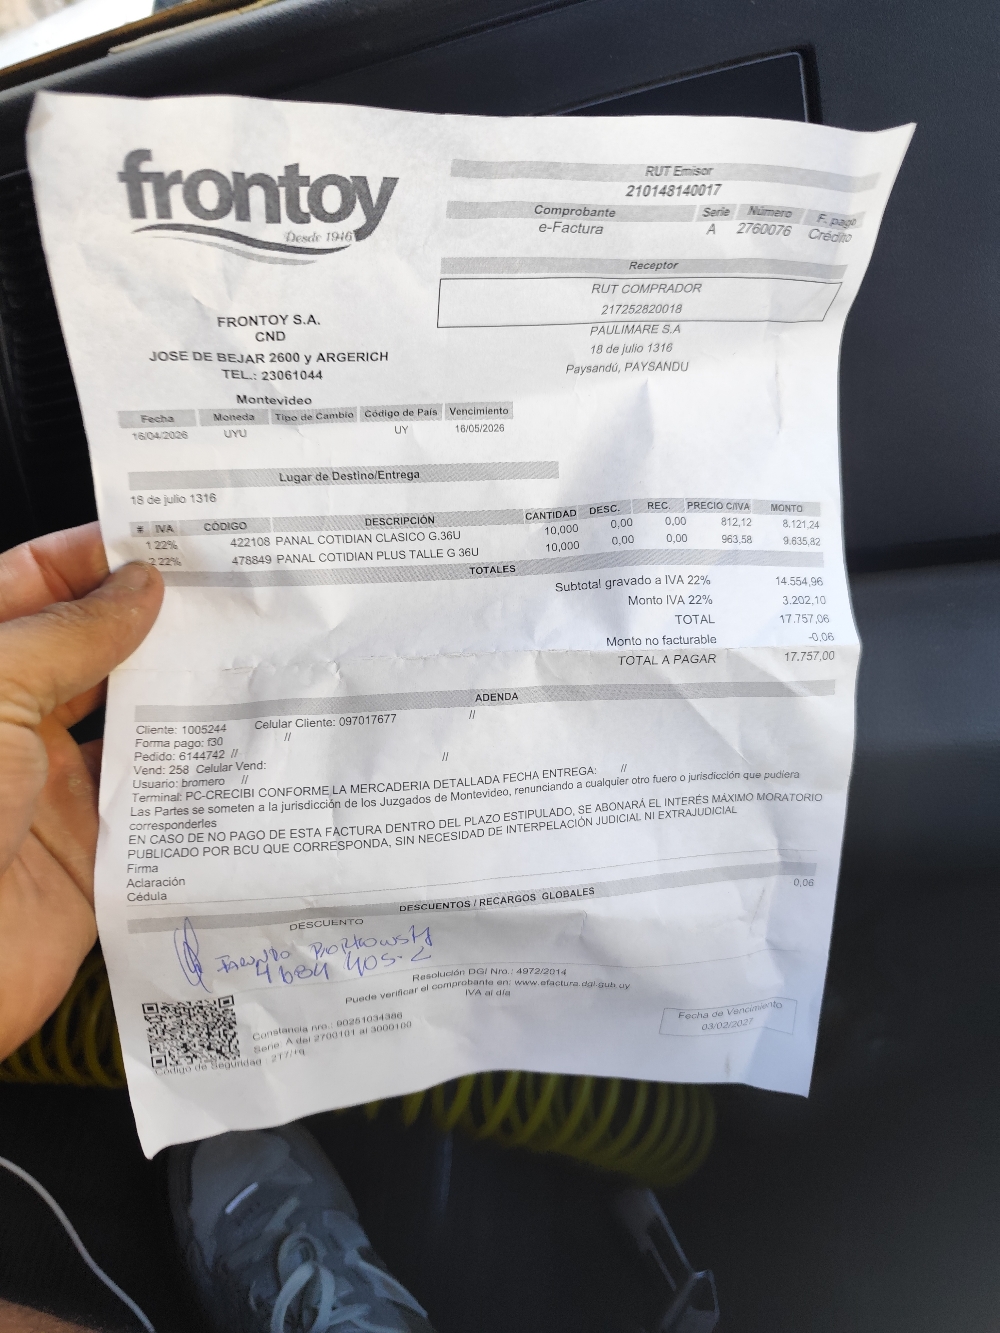 frontoy
Desde 1946
RUT Emisor
210148140017
Comprobante Serie Número F. pago
e-Factura A 2760076 Crédito
Receptor
RUT COMPRADOR
217252820018
PAULIMARE S.A
18 de julio 1316
Paysandú, PAYSANDU
FRONTOY S.A.
CND
JOSE DE BEJAR 2600 y ARGERICH
TEL.: 23061044
Montevideo
Fecha Moneda Tipo de Cambio Código de País Vencimiento
16/04/2026 UYU UY 16/05/2026
Lugar de Destino/Entrega
18 de julio 1316
# IVA CÓDIGO DESCRIPCIÓN CANTIDAD DESC. REC. PRECIO C/IVA MONTO
1 22% 422108 PANAL COTIDIAN CLASICO G.36U 10,000 0,00 0,00 812,12 8.121,24
2 22% 478849 PANAL COTIDIAN PLUS TALLE G 36U 10,000 0,00 0,00 963,58 9.635,82
TOTALES
Subtotal gravado a IVA 22% 14.554,96
Monto IVA 22% 3.202,10
TOTAL 17.757,06
Monto no facturable -0,06
TOTAL A PAGAR 17.757,00
ADENDA
Cliente: 1005244 Celular Cliente: 097017677 //
Forma pago: f30 //
Pedido: 6144742 //
Vend: 258 Celular Vend: //
Usuario: bromero //
Terminal: PC-CRECIBI CONFORME LA MERCADERIA DETALLADA FECHA ENTREGA: //
Las Partes se someten a la jurisdicción de los Juzgados de Montevideo, renunciando a cualquier otro fuero o jurisdicción que pudiera
corresponderles
EN CASO DE NO PAGO DE ESTA FACTURA DENTRO DEL PLAZO ESTIPULADO, SE ABONARÁ EL INTERÉS MÁXIMO MORATORIO
PUBLICADO POR BCU QUE CORRESPONDA, SIN NECESIDAD DE INTERPELACIÓN JUDICIAL NI EXTRAJUDICIAL
Firma
Aclaración
Cédula
DESCUENTOS / RECARGOS GLOBALES
DESCUENTO 0,06
4684 405-2
Resolución DGI Nro.: 4972/2014
Puede verificar el comprobante en: www.efactura.dgi.gub.uy
IVA al día
Constancia nro.: 90251034386
Serie: A del 2700101 al 3000100
Código de Seguridad :
Fecha de Vencimiento
03/02/2027